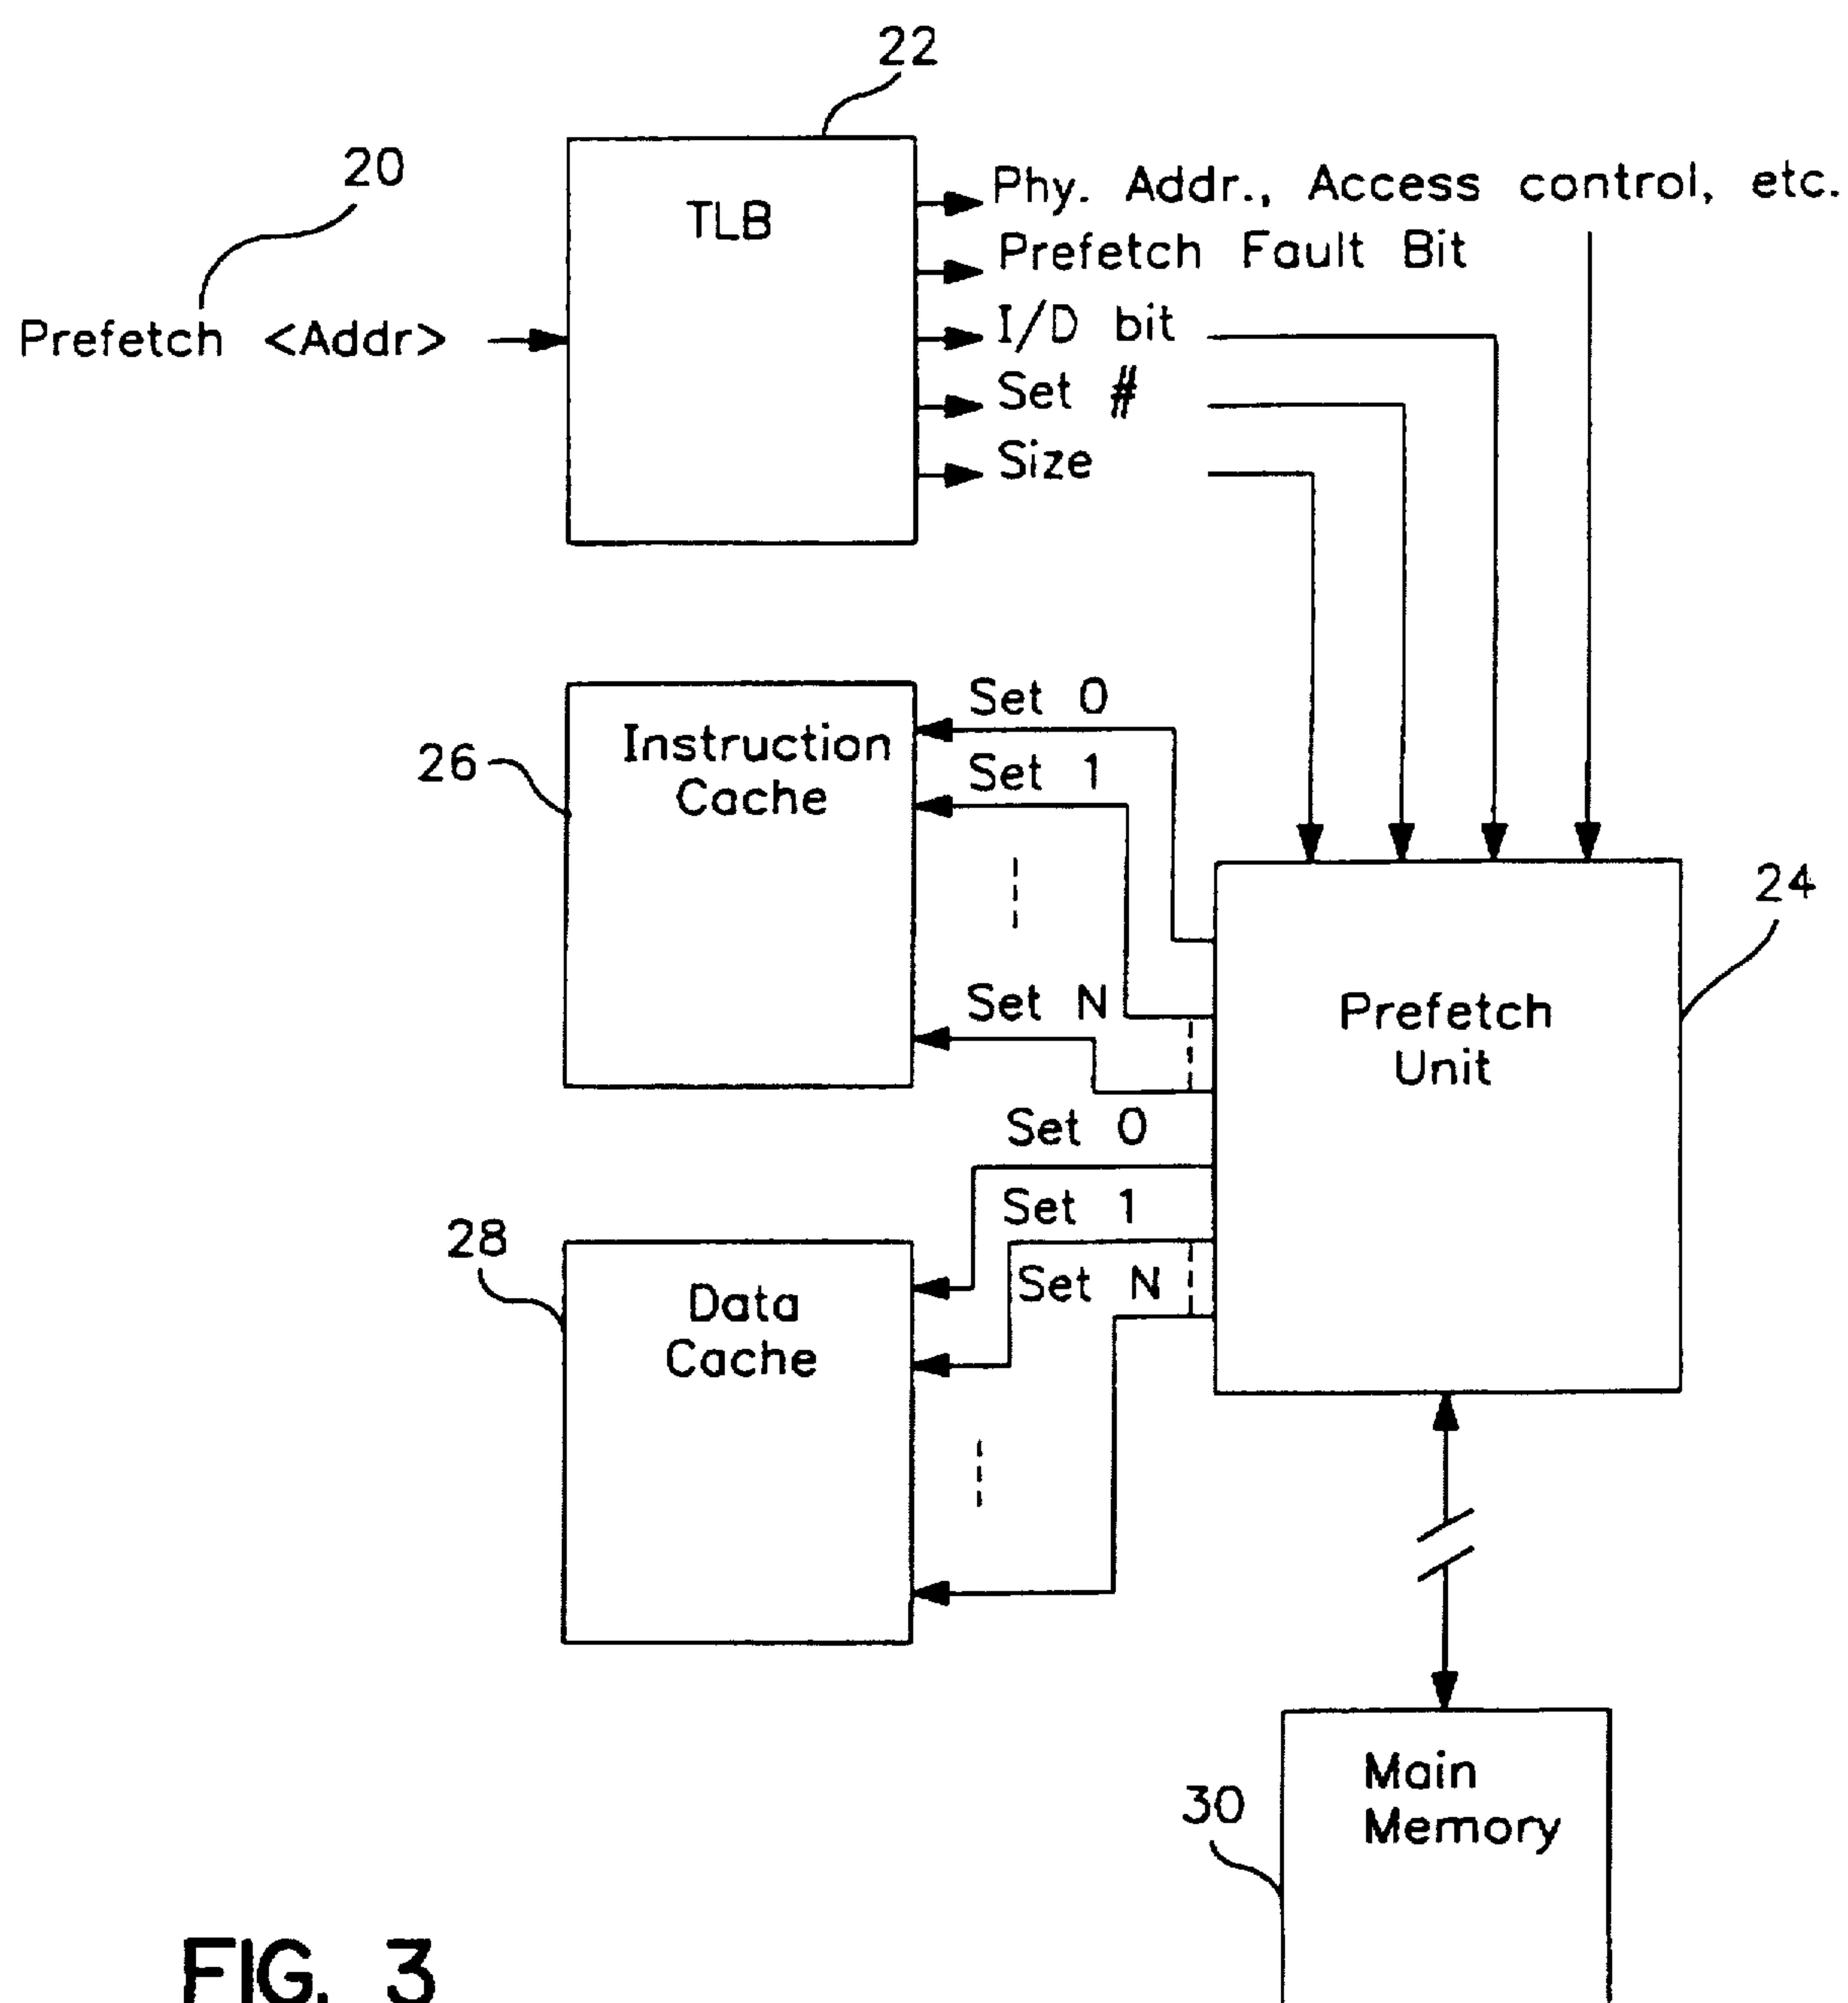 22
20
TLB
Phy. Addr., Access control, etc.
Prefetch Fault Bit
Prefetch <Addr>
I/D bit
Set #
Size
Set 0
26
Instruction
Cache
Set 1
24
Set N
Prefetch
Unit
Set 0
Set 1
28
Data
Cache
Set N
30
Main
Memory
FIG. 3